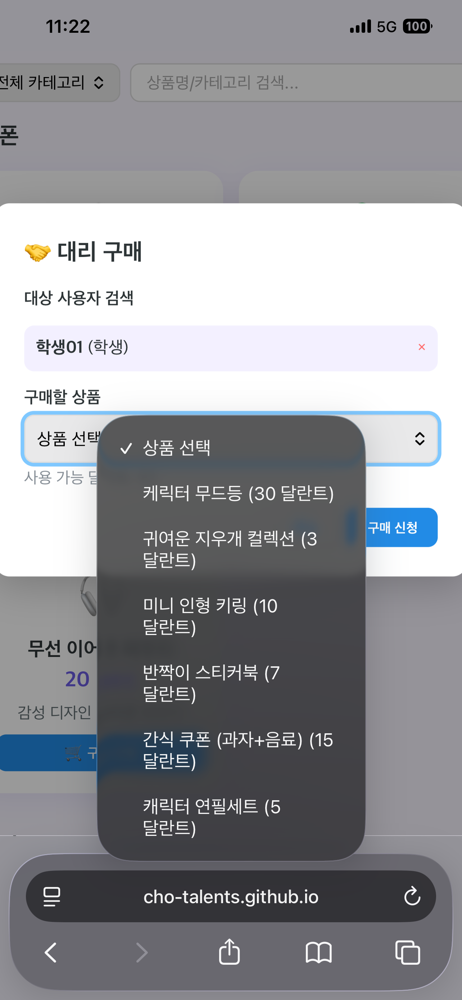 11:22
5G 100
전체 카테고리
상품명/카테고리 검색...
폰
대리 구매
대상 사용자 검색
학생01 (학생)
×
구매할 상품
상품 선택
✓ 상품 선택
사용 가능
케릭터 무드등 (30 달란트)
귀여운 지우개 컬렉션 (3
달란트)
구매 신청
미니 인형 키링 (10
달란트)
무선
반짝이 스티커북 (7
달란트)
20
감성 디자인
간식 쿠폰 (과자+음료) (15
달란트)
캐릭터 연필세트 (5
달란트)
cho-talents.github.io